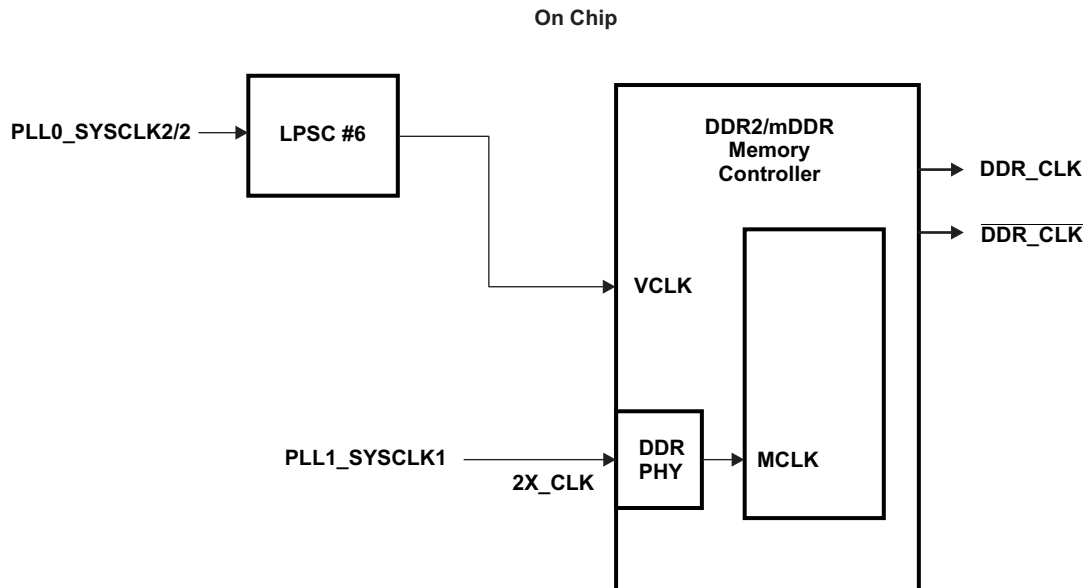 On Chip
PLL0_SYSCLK2/2
LPSC #6
DDR2/mDDR
Memory
Controller
DDR_CLK
DDR_CLK
VCLK
PLL1_SYSCLK1
2X_CLK
DDR
PHY
MCLK